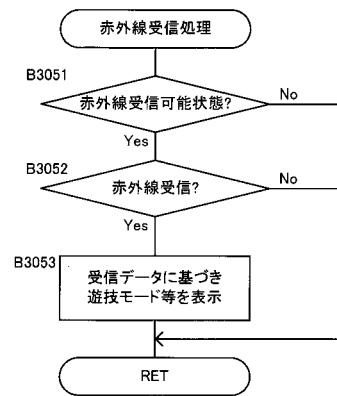 赤外線受信処理
B3051
赤外線受信可能状態?
No
Yes
B3052
赤外線受信?
No
Yes
B3053
受信データに基づき
遊技モード等を表示
RET